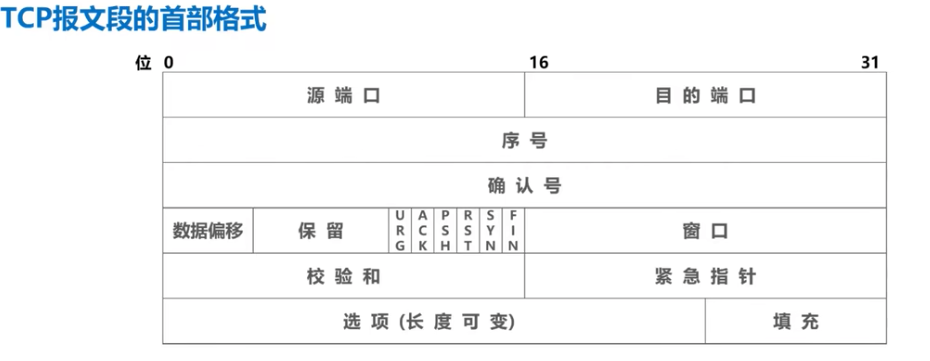 TCP报文段的首部格式
位 0 16 31
源端口 目的端口
序号
确认号
数据偏移 保留 URG ACK PSH RST SYN FIN 窗口
校验和 紧急指针
选项(长度可变) 填充